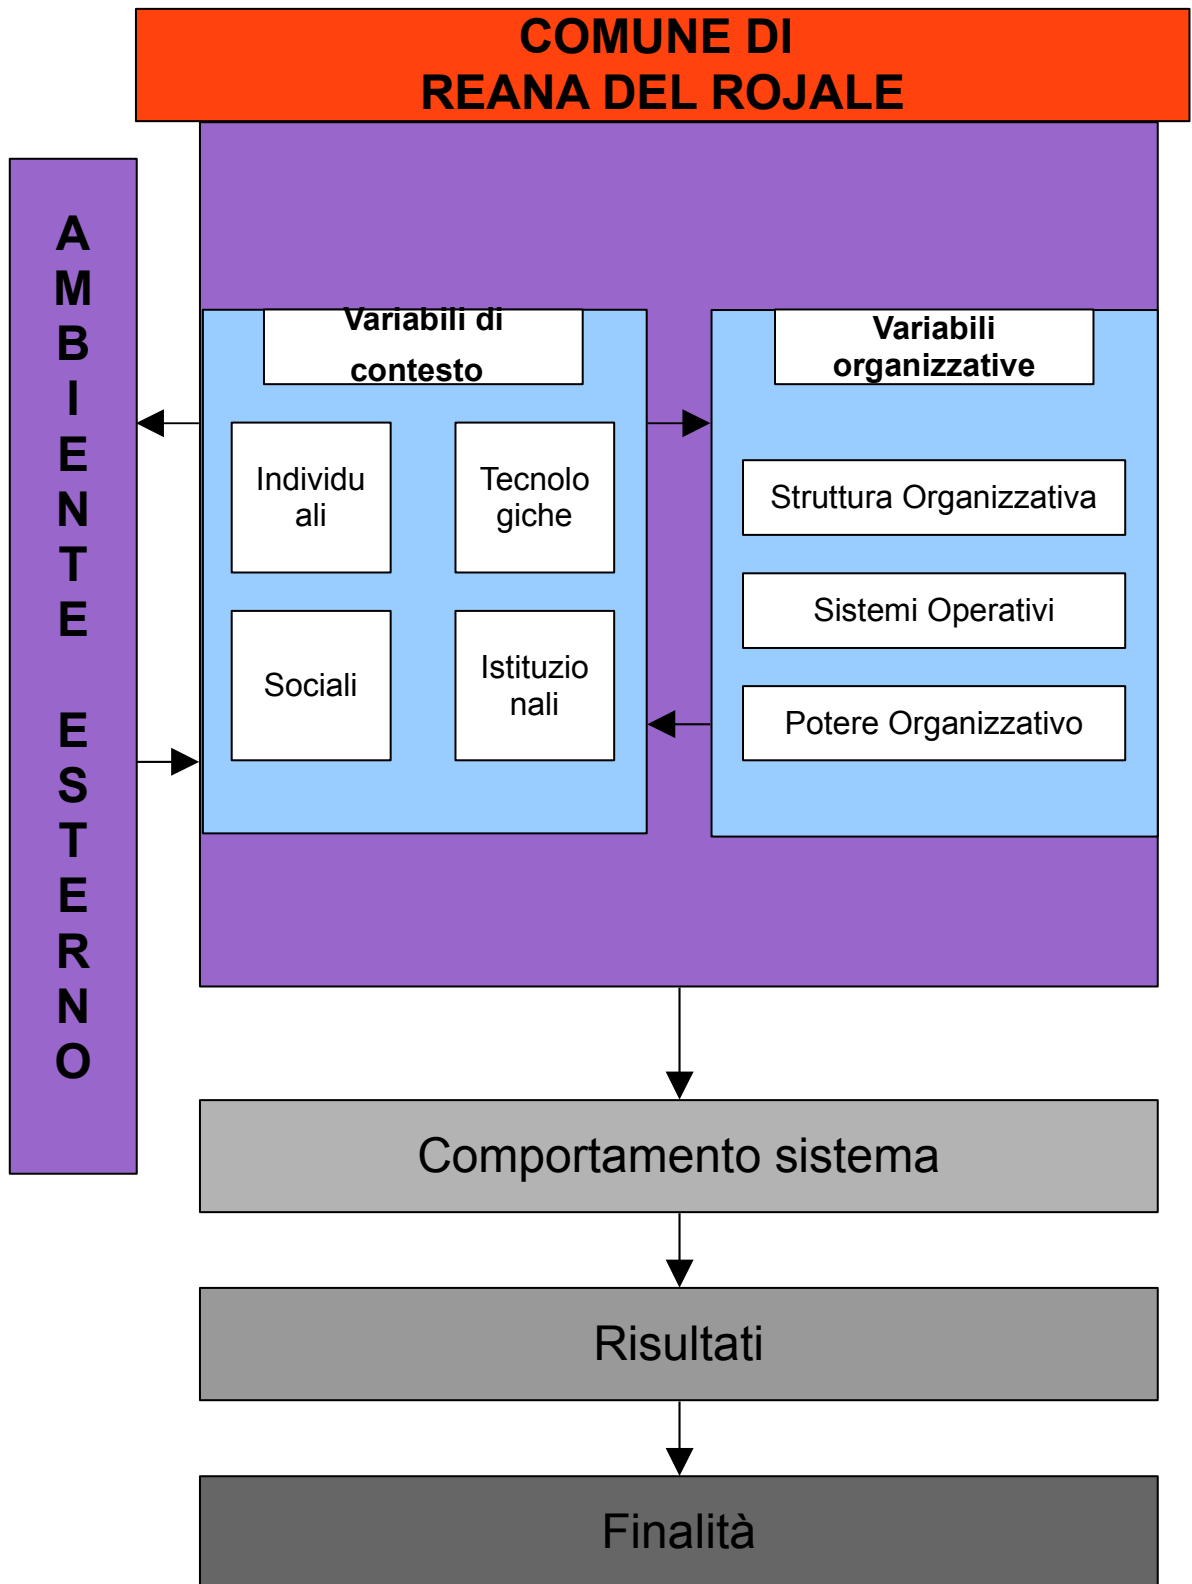 COMUNE DI
REANA DEL ROJALE
A
M
B
I
E
N
T
E
E
S
T
E
R
N
O
Variabili di
contesto
Individu
ali
Tecnolo
giche
Sociali
Istituzio
nali
Variabili
organizzative
Struttura Organizzativa
Sistemi Operativi
Potere Organizzativo
Comportamento sistema
Risultati
Finalità